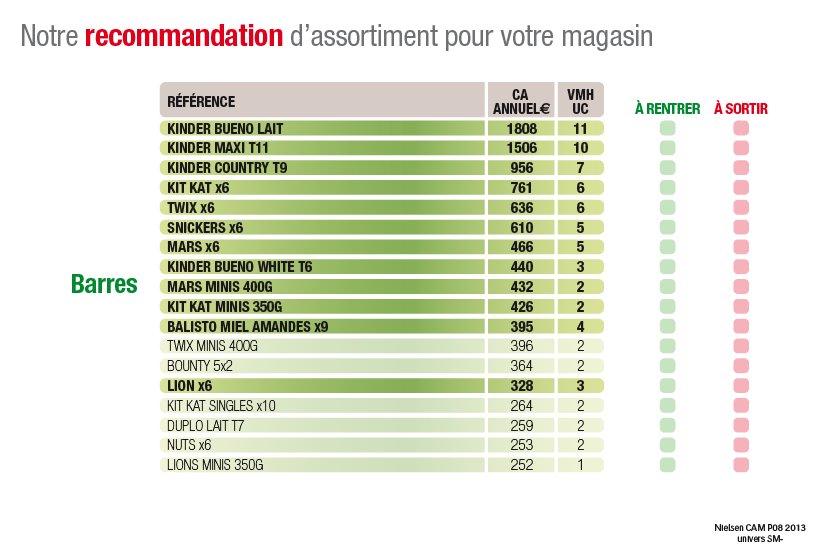 Notre recommandation d'assortiment pour votre magasin
RÉFÉRENCE CA ANNUEL€ VMH UC À RENTRER À SORTIR
KINDER BUENO LAIT 1808 11
KINDER MAXI T11 1506 10
KINDER COUNTRY T9 956 7
KIT KAT x6 761 6
TWIX x6 636 6
SNICKERS x6 610 5
MARS x6 466 5
KINDER BUENO WHITE T6 440 3
Barres
MARS MINIS 400G 432 2
KIT KAT MINIS 350G 426 2
BALISTO MIEL AMANDES x9 395 4
TWIX MINIS 400G 396 2
BOUNTY 5x2 364 2
LION x6 328 3
KIT KAT SINGLES x10 264 2
DUPLO LAIT T7 259 2
NUTS x6 253 2
LIONS MINIS 350G 252 1
Nielsen CAM P08 2013
univers SM-